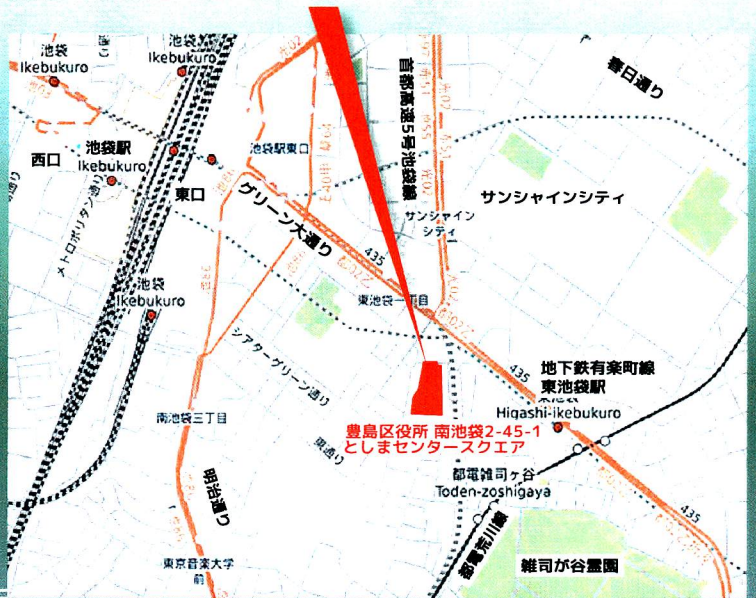 池袋
Ikebukuro
池袋
Ikebukuro
首都高速5号池袋線
春日通り
西口
池袋駅
Ikebukuro
池袋駅東口
東口
サンシャインシティ
サンシャイン
シティ
グリーン大通り
メトロポリタン通り
435
池袋
Ikebukuro
東池袋一丁目
シアターグリーン通り
435
地下鉄有楽町線
東池袋駅
Higashi-ikebukuro
南池袋三丁目
豊島区役所 南池袋2-45-1
としまセンタースクエア
明治通り
都電雑司ヶ谷
Toden-zoshigaya
435
都電荒川線
東京音楽大学
前
雑司が谷霊園